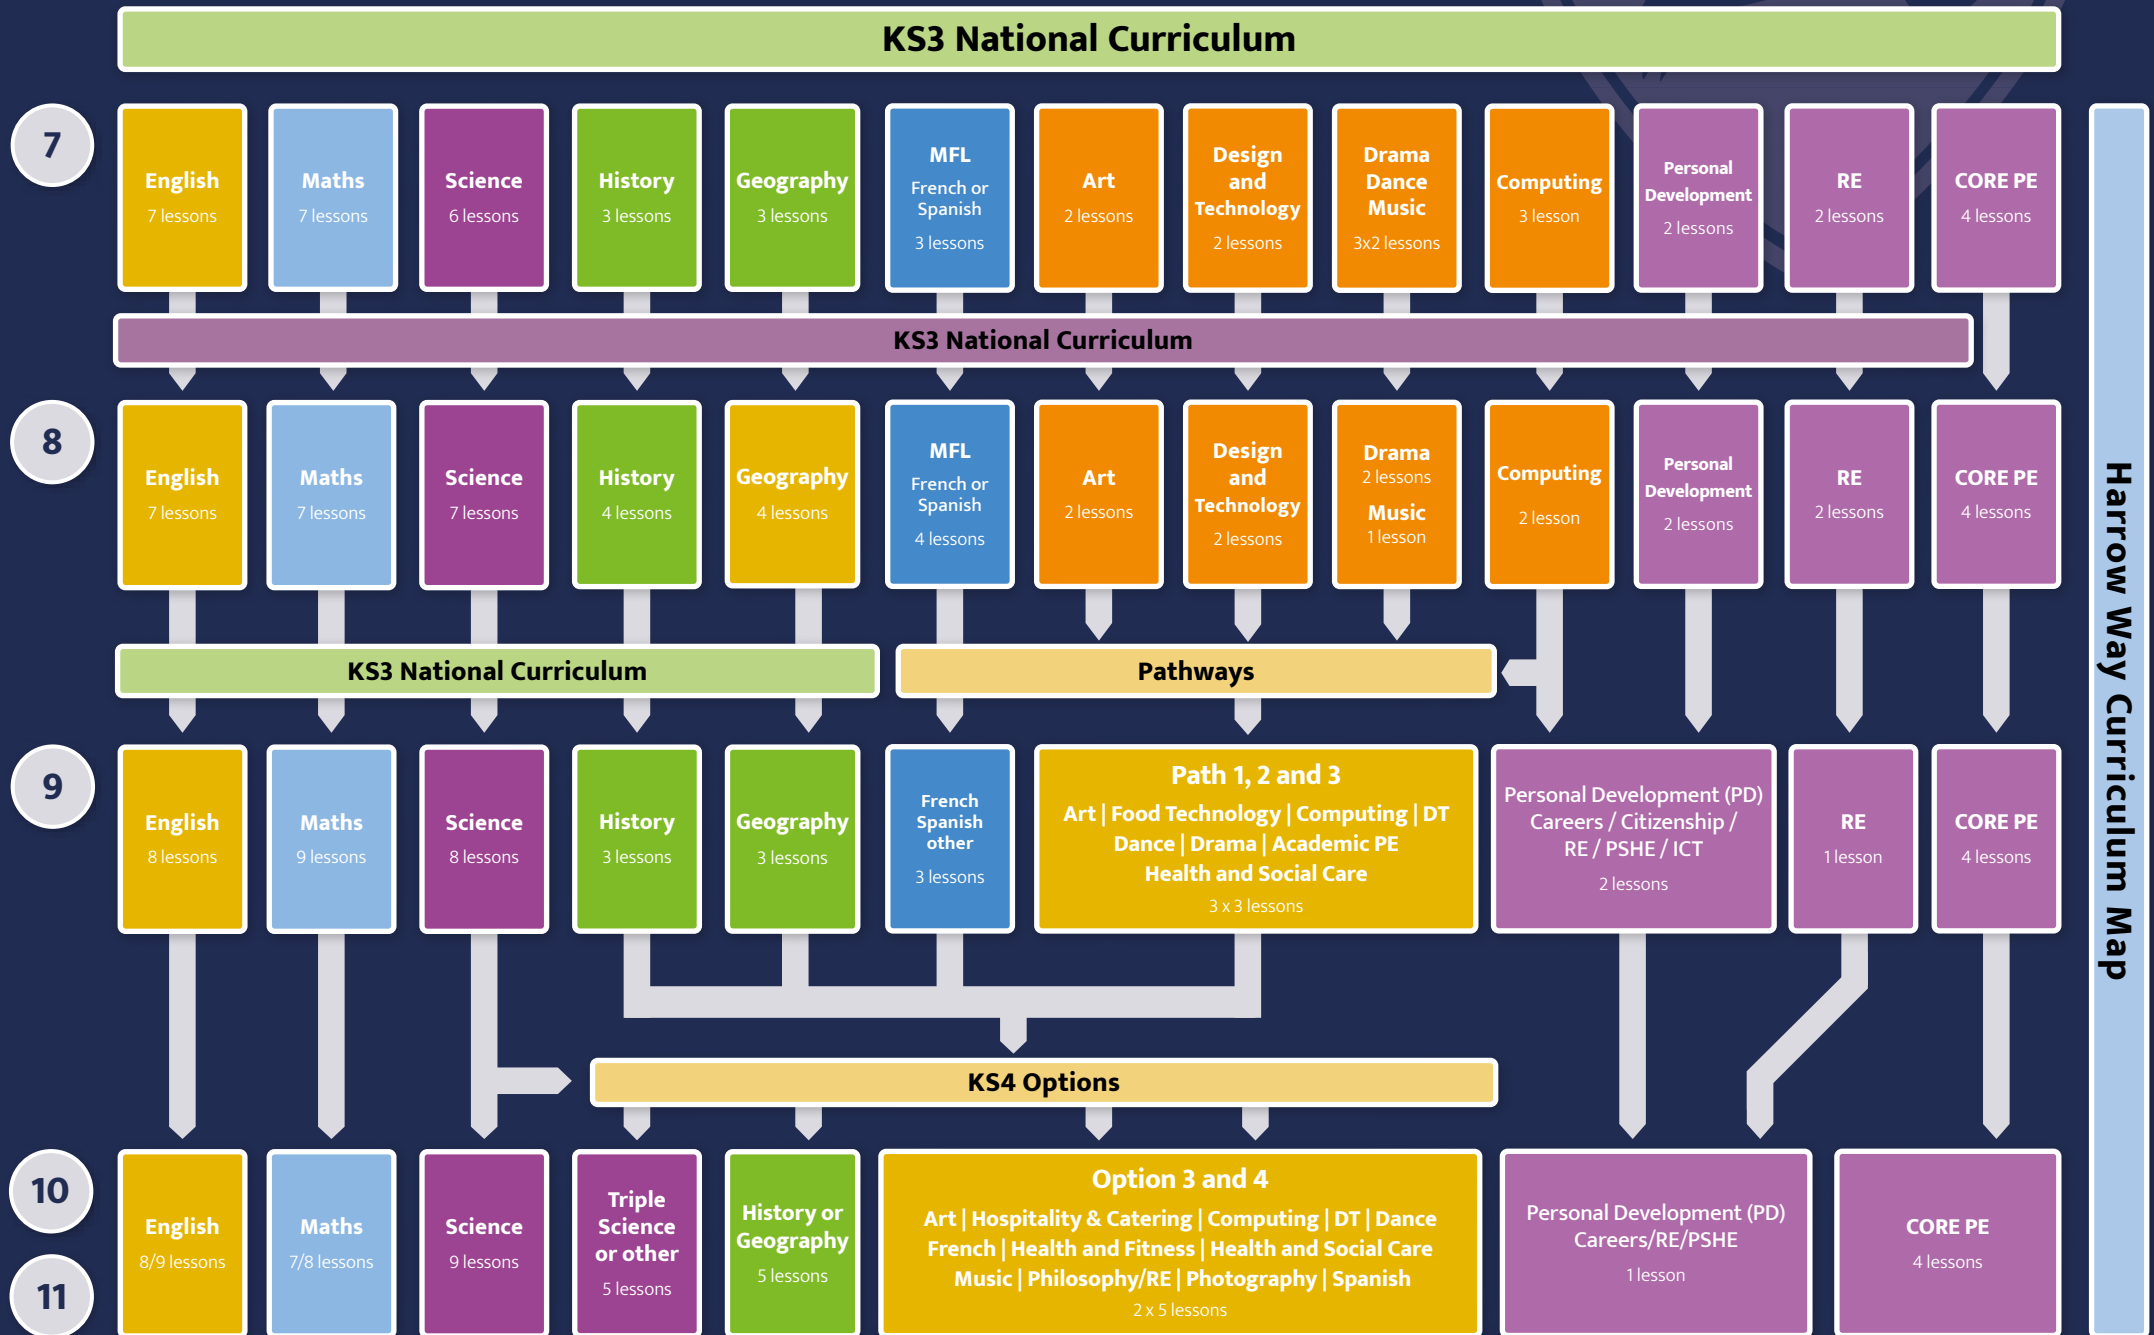 KS3 National Curriculum
7
English
7 lessons
Maths
7 lessons
Science
6 lessons
History
3 lessons
Geography
3 lessons
MFL
French or
Spanish
3 lessons
Art
2 lessons
Design
and
Technology
2 lessons
Drama
Dance
Music
3x2 lessons
Computing
3 lesson
Personal
Development
2 lessons
RE
2 lessons
CORE PE
4 lessons
KS3 National Curriculum
8
English
7 lessons
Maths
7 lessons
Science
7 lessons
History
4 lessons
Geography
4 lessons
MFL
French or
Spanish
4 lessons
Art
2 lessons
Design
and
Technology
2 lessons
Drama
2 lessons
Music
1 lesson
Computing
2 lesson
Personal
Development
2 lessons
RE
2 lessons
CORE PE
4 lessons
KS3 National Curriculum
Pathways
9
English
8 lessons
Maths
9 lessons
Science
8 lessons
History
3 lessons
Geography
3 lessons
French
Spanish
other
3 lessons
Path 1, 2 and 3
Art | Food Technology | Computing | DT
Dance | Drama | Academic PE
Health and Social Care
3 x 3 lessons
Personal Development (PD)
Careers / Citizenship /
RE / PSHE / ICT
2 lessons
RE
1 lesson
CORE PE
4 lessons
KS4 Options
10
11
English
8/9 lessons
Maths
7/8 lessons
Science
9 lessons
Triple
Science
or other
5 lessons
History or
Geography
5 lessons
Option 3 and 4
Art | Hospitality & Catering | Computing | DT | Dance
French | Health and Fitness | Health and Social Care
Music | Philosophy/RE | Photography | Spanish
2 x 5 lessons
Personal Development (PD)
Careers/RE/PSHE
1 lesson
CORE PE
4 lessons
Harrow Way Curriculum Map